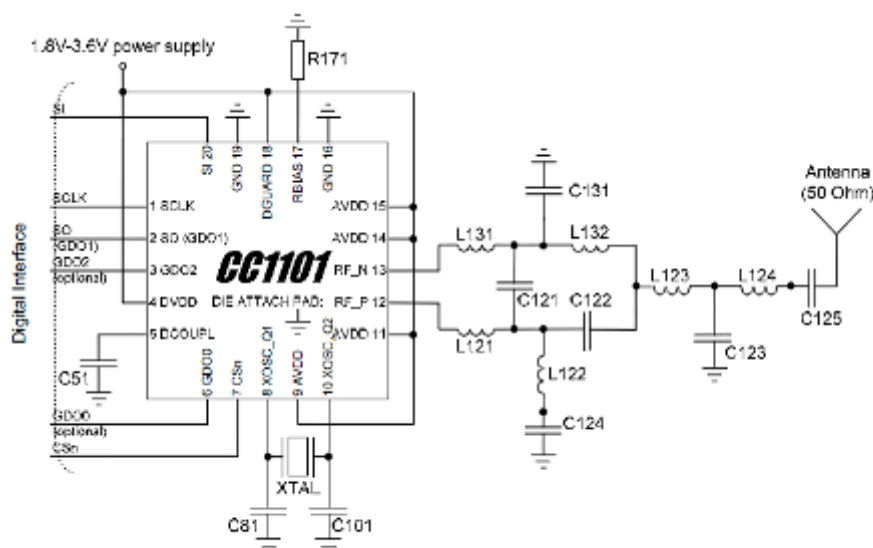 1.8V-3.6V power supply
R171
SI
SI 20
GND 19
DGUARD 18
RBIAS 17
GND 16
C131
Antenna
(50 Ohm)
Digital Interface
SCLK
1 SCLK
AVDD 15
SO
(GDO1)
2 SO (GDO1)
AVDD 14
L131
L132
GDO2
(optional)
3 GDO2
CC1101
RF_N 13
L123
L124
C121
C122
4 DVDD
DIE ATTACH PAD:
RF_P 12
C125
5 DCOUPL
AVDD 11
L121
C123
C51
6 GDO0
7 CSn
8 XOSC_Q1
9 AVDD
10 XOSC_Q2
L122
GDO0
(optional)
C124
CSn
XTAL
C81
C101